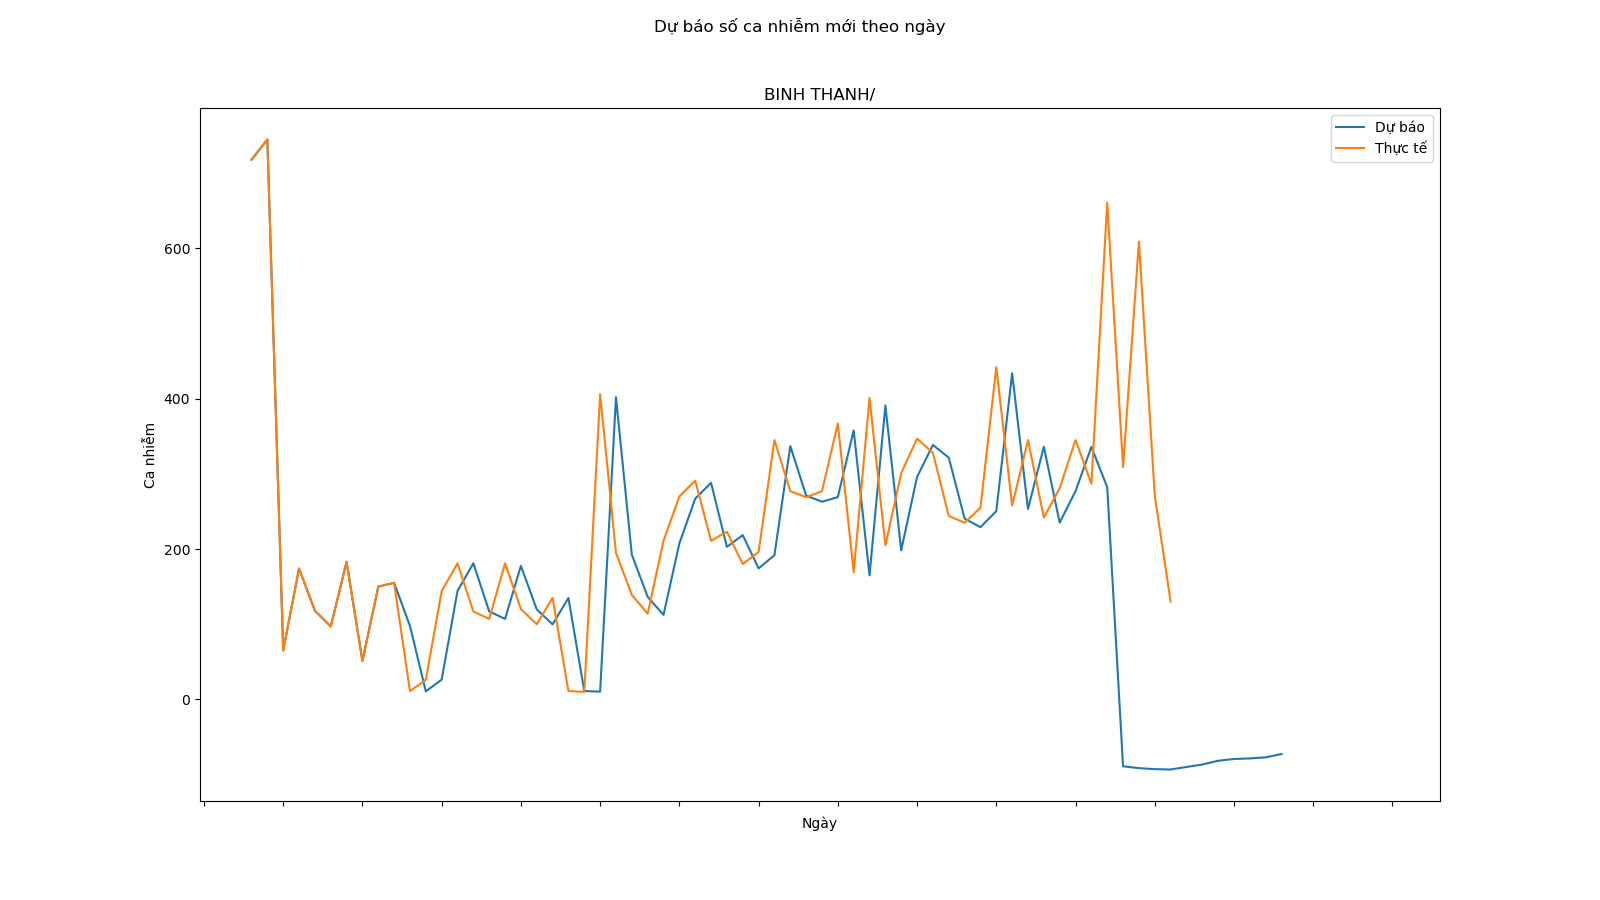 Dự báo số ca nhiễm mới theo ngày
BINH THANH/
Dự báo
Thực tế
600
400
200
0
Ca nhiễm
Ngày